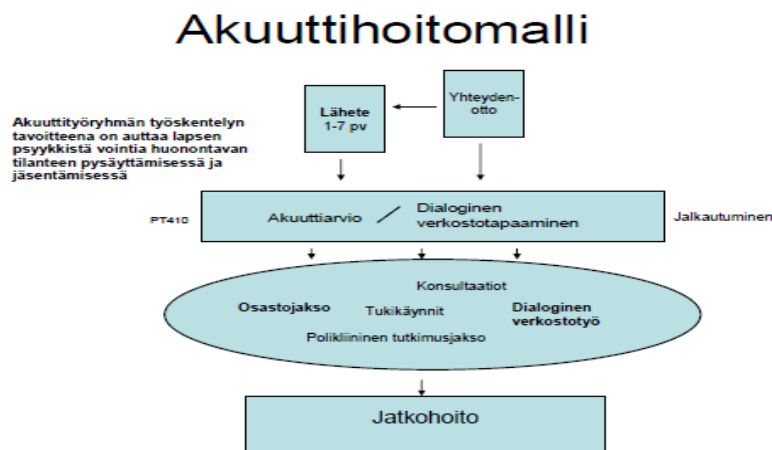 Akuuttihoitomalli
Lähete
1-7 pv
Yhteyden-
otto
Akuuttityöryhmän työskentelyn
tavoitteena on auttaa lapsen
psyykkistä vointia huonontavan
tilanteen pysäyttämisessä ja
jäsentämisessä
PT410
Akuuttiarvio
Dialoginen
verkostotapaaminen
Jalkautuminen
Konsultaatiot
Osastojakso
Tukikäynnit
Dialoginen
verkostotyö
Polikliininen tutkimusjakso
Jatkohoito